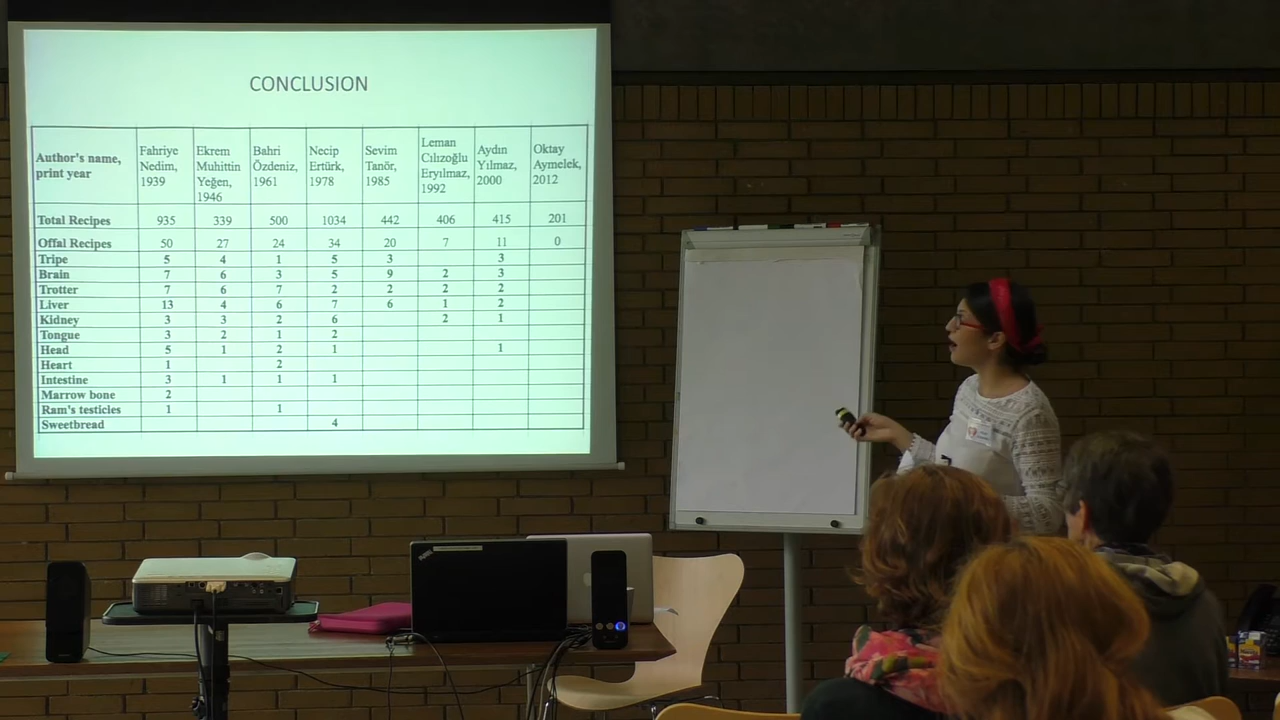 CONCLUSION
Author's name, print year | Fahriye Nedim, 1939 | Ekrem Muhittin Yeğen, 1946 | Bahri Özdeniz, 1961 | Necip Ertürk, 1978 | Sevim Tanör, 1985 | Leman Cılızoğlu Eryılmaz, 1992 | Aydın Yılmaz, 2000 | Oktay Aymelek, 2012
Total Recipes 935 339 500 1034 442 406 415 201
Offal Recipes 50 27 24 34 20 7 11 0
Tripe 5 4 1 5 3 3
Brain 7 6 3 5 9 2 3
Trotter 7 6 7 2 2 2 2
Liver 13 4 6 7 6 1 2
Kidney 3 3 2 6 2 1
Tongue 3 2 1 2
Head 5 1 2 1 1
Heart 1 2
Intestine 3 1 1 1
Marrow bone 2
Ram's testicles 1 1
Sweetbread 4